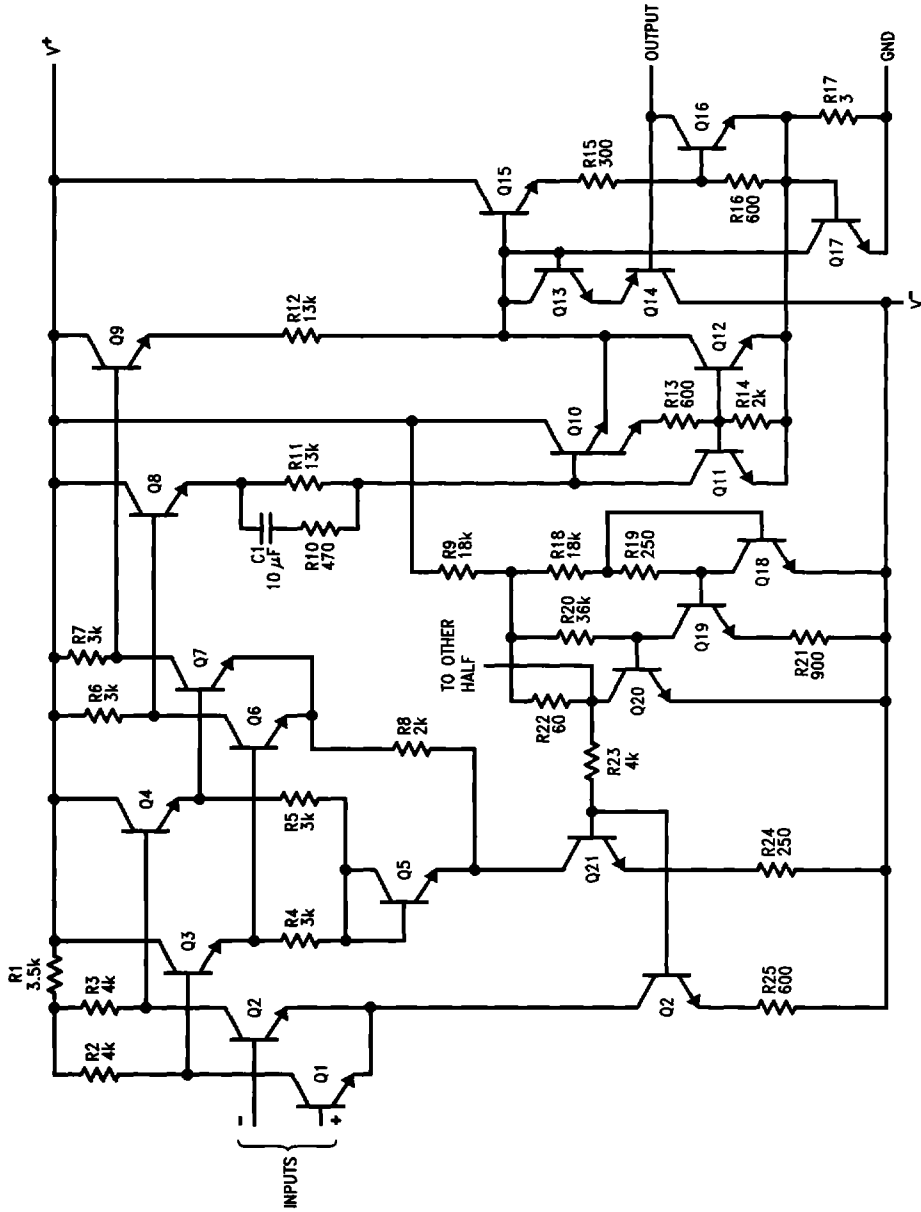 V+
R1
3.5k
R2
4k
R3
4k
Q3
Q4
R6
3k
R7
3k
Q8
Q9
R12
13k
Q15
R15
300
OUTPUT
Q16
R16
600
R17
3
GND
INPUTS
-
+
Q1
Q2
R4
3k
R5
3k
Q5
Q6
Q7
R8
2k
C1
10 μF
R10
470
R11
13k
Q10
R13
600
Q11
Q12
R14
2k
Q13
Q14
Q17
V-
R9
18k
R18
18k
R19
250
Q18
TO OTHER
HALF
R20
36k
Q19
R21
900
R22
60
Q20
R23
4k
Q21
R24
250
Q2
R25
600